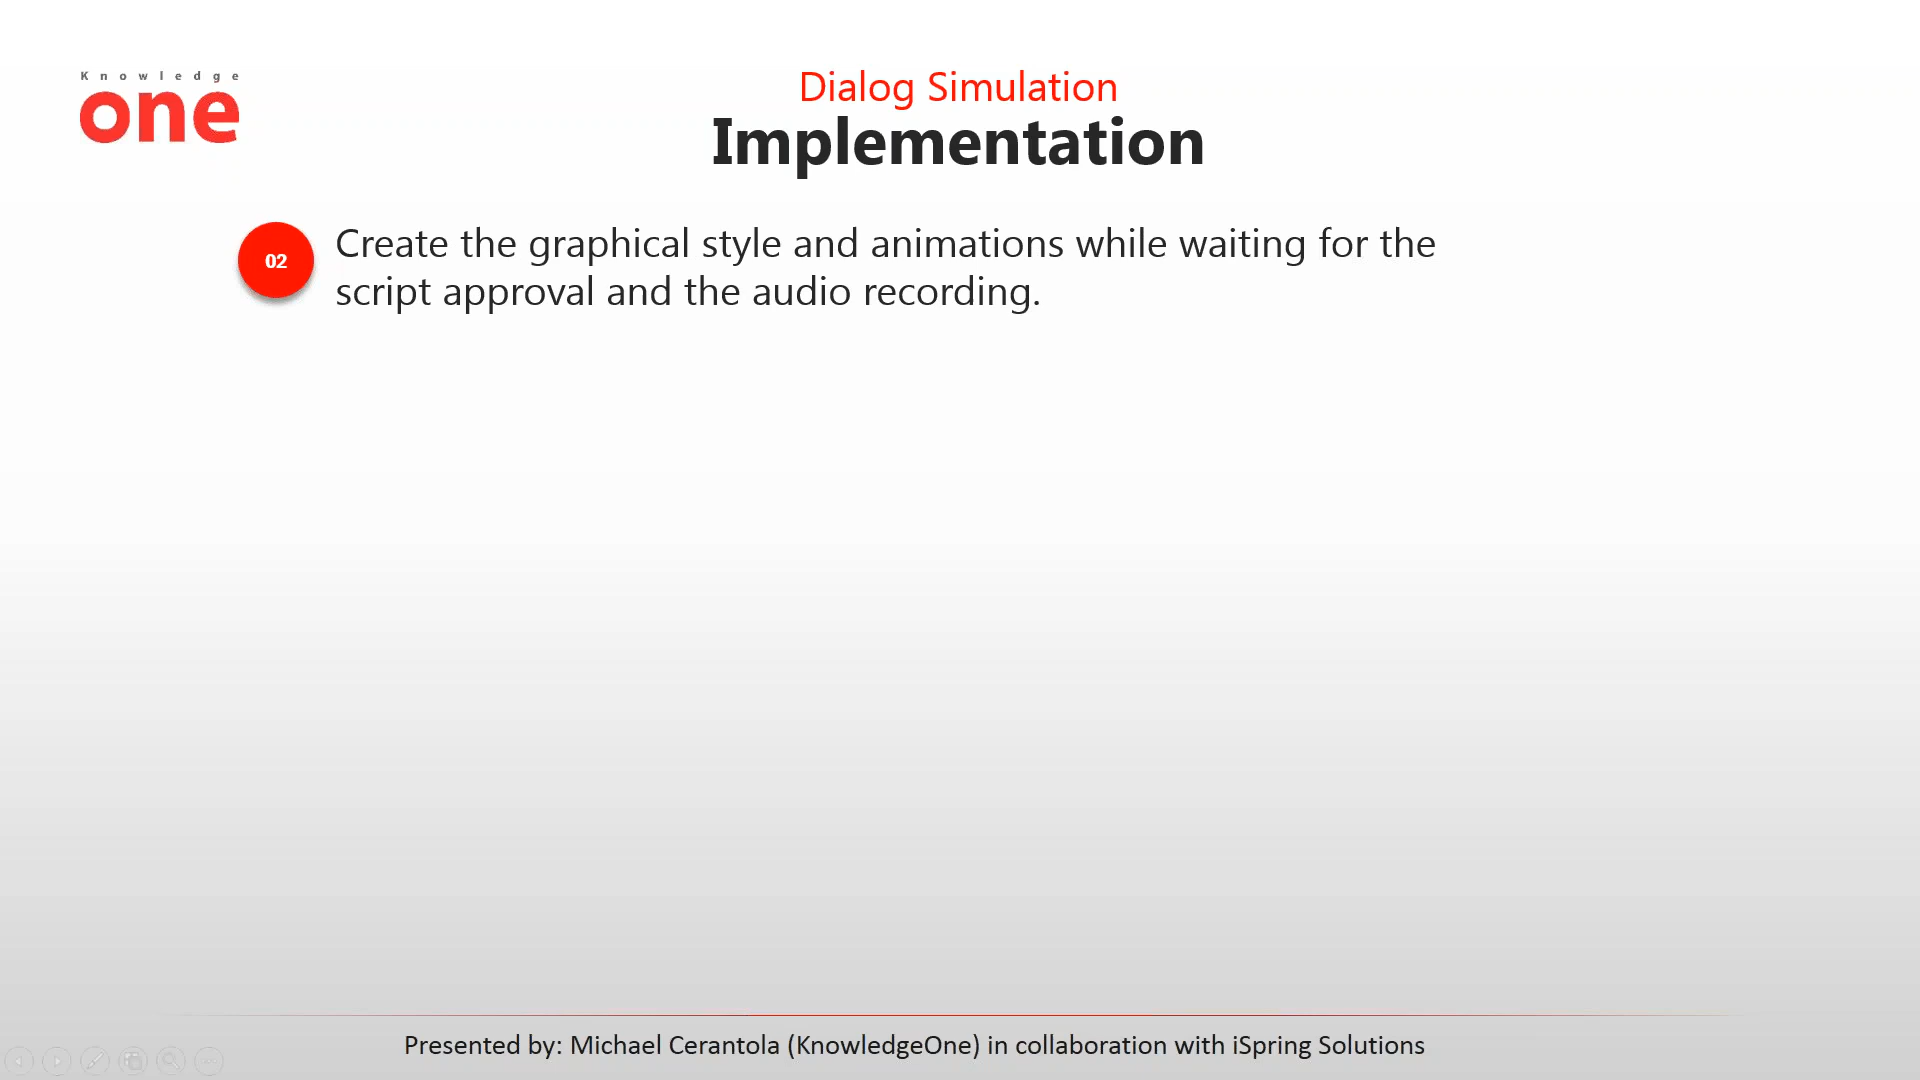 Knowledge
one
Dialog Simulation
Implementation
02
Create the graphical style and animations while waiting for the
script approval and the audio recording.
Presented by: Michael Cerantola (KnowledgeOne) in collaboration with iSpring Solutions